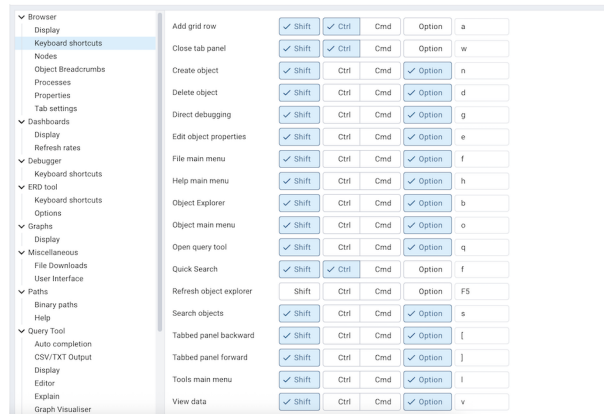 Browser
Display
Keyboard shortcuts
Nodes
Object Breadcrumbs
Processes
Properties
Tab settings
Dashboards
Display
Refresh rates
Debugger
Keyboard shortcuts
ERD tool
Keyboard shortcuts
Options
Graphs
Display
Miscellaneous
File Downloads
User Interface
Paths
Binary paths
Help
Query Tool
Auto completion
CSV/TXT Output
Display
Editor
Explain
Graph Visualiser
Add grid row Shift Ctrl Cmd Option a
Close tab panel Shift Ctrl Cmd Option w
Create object Shift Ctrl Cmd Option n
Delete object Shift Ctrl Cmd Option d
Direct debugging Shift Ctrl Cmd Option g
Edit object properties Shift Ctrl Cmd Option e
File main menu Shift Ctrl Cmd Option f
Help main menu Shift Ctrl Cmd Option h
Object Explorer Shift Ctrl Cmd Option b
Object main menu Shift Ctrl Cmd Option o
Open query tool Shift Ctrl Cmd Option q
Quick Search Shift Ctrl Cmd Option f
Refresh object explorer Shift Ctrl Cmd Option F5
Search objects Shift Ctrl Cmd Option s
Tabbed panel backward Shift Ctrl Cmd Option [
Tabbed panel forward Shift Ctrl Cmd Option ]
Tools main menu Shift Ctrl Cmd Option l
View data Shift Ctrl Cmd Option v